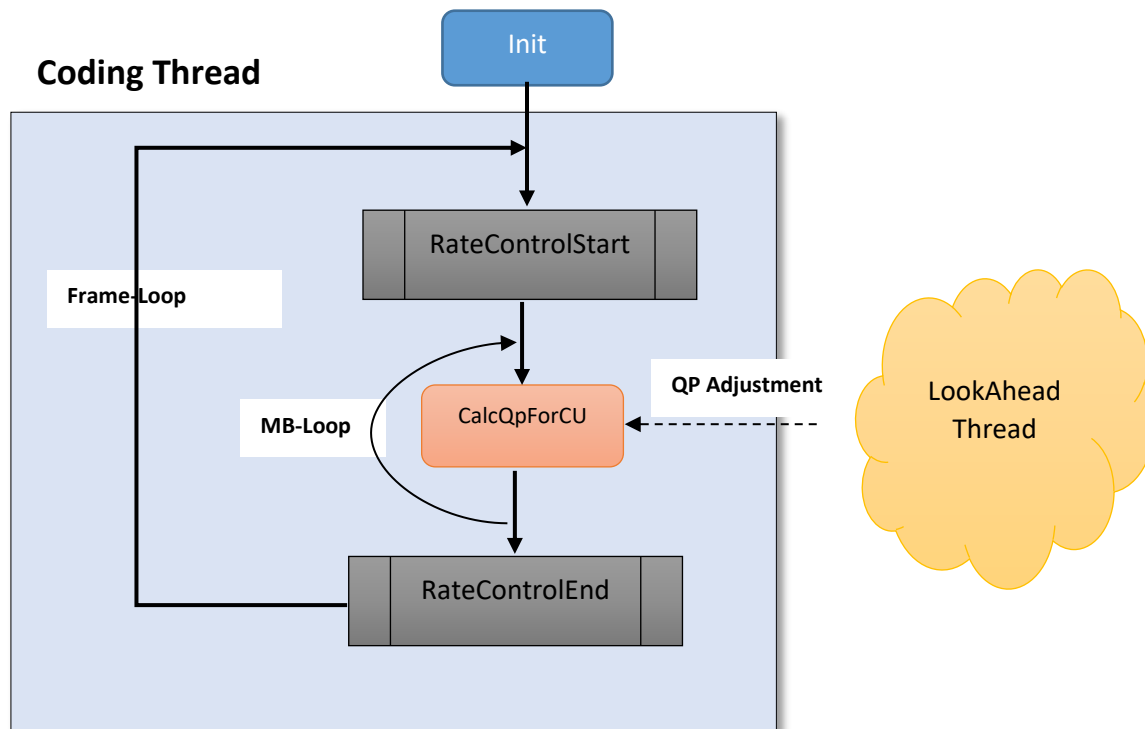 Init
Coding Thread
RateControlStart
Frame-Loop
QP Adjustment
CalcQpForCU
MB-Loop
LookAhead
Thread
RateControlEnd